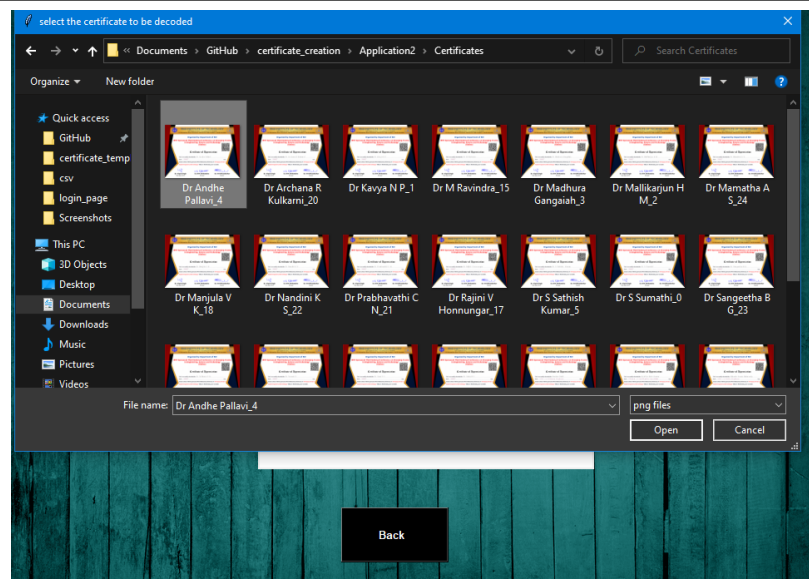 select the certificate to be decoded
« Documents › GitHub › certificate_creation › Application2 › Certificates
Search Certificates
Organize
New folder
Quick access
GitHub
certificate_temp
csv
login_page
Screenshots
This PC
3D Objects
Desktop
Documents
Downloads
Music
Pictures
Videos
Dr Andhe
Pallavi_4
Dr Archana R
Kulkarni_20
Dr Kavya N P_1
Dr M Ravindra_15
Dr Madhura
Gangaiah_3
Dr Mallikarjun H
M_2
Dr Mamatha A
S_24
Dr Manjula V
K_18
Dr Nandini K
S_22
Dr Prabhavathi C
N_21
Dr Rajini V
Honnungar_17
Dr S Sathish
Kumar_5
Dr S Sumathi_0
Dr Sangeetha B
G_23
File name: Dr Andhe Pallavi_4
png files
Open
Cancel
Back